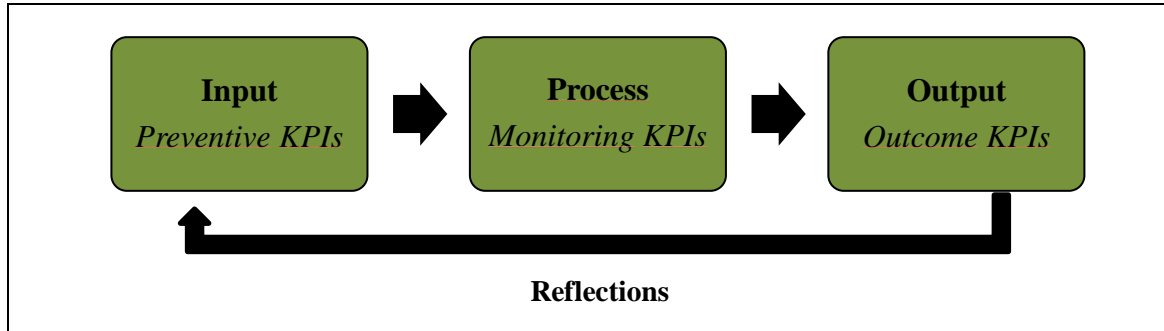 Input
Preventive KPIs
Process
Monitoring KPIs
Output
Outcome KPIs
Reflections